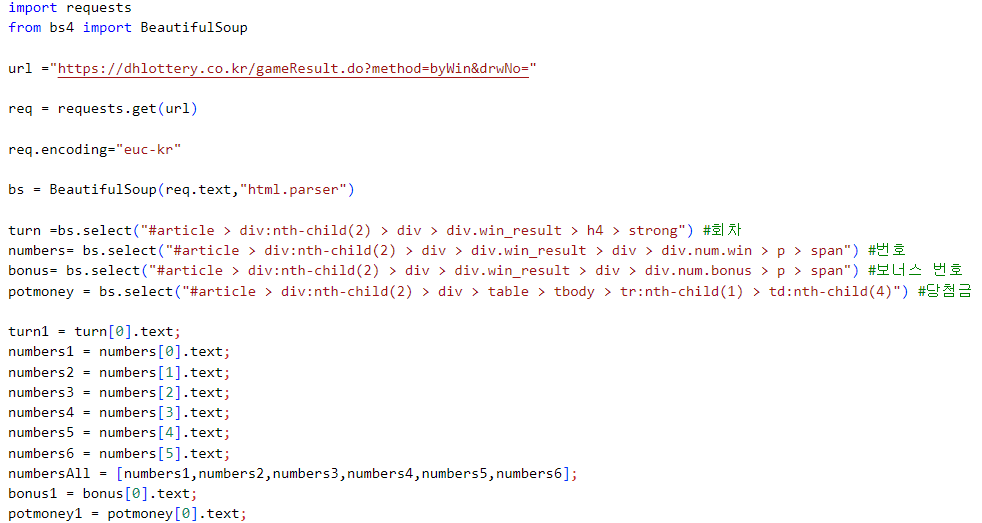 import requests
from bs4 import BeautifulSoup
url ="https://dhlottery.co.kr/gameResult.do?method=byWin&drwNo="
req = requests.get(url)
req.encoding="euc-kr"
bs = BeautifulSoup(req.text,"html.parser")
turn =bs.select("#article > div:nth-child(2) > div > div.win_result > h4 > strong") #회차
numbers= bs.select("#article > div:nth-child(2) > div > div.win_result > div > div.num.win > p > span") #번호
bonus= bs.select("#article > div:nth-child(2) > div > div.win_result > div > div.num.bonus > p > span") #보너스 번호
potmoney = bs.select("#article > div:nth-child(2) > div > table > tbody > tr:nth-child(1) > td:nth-child(4)") #당첨금
turn1 = turn[0].text;
numbers1 = numbers[0].text;
numbers2 = numbers[1].text;
numbers3 = numbers[2].text;
numbers4 = numbers[3].text;
numbers5 = numbers[4].text;
numbers6 = numbers[5].text;
numbersAll = [numbers1,numbers2,numbers3,numbers4,numbers5,numbers6];
bonus1 = bonus[0].text;
potmoney1 = potmoney[0].text;